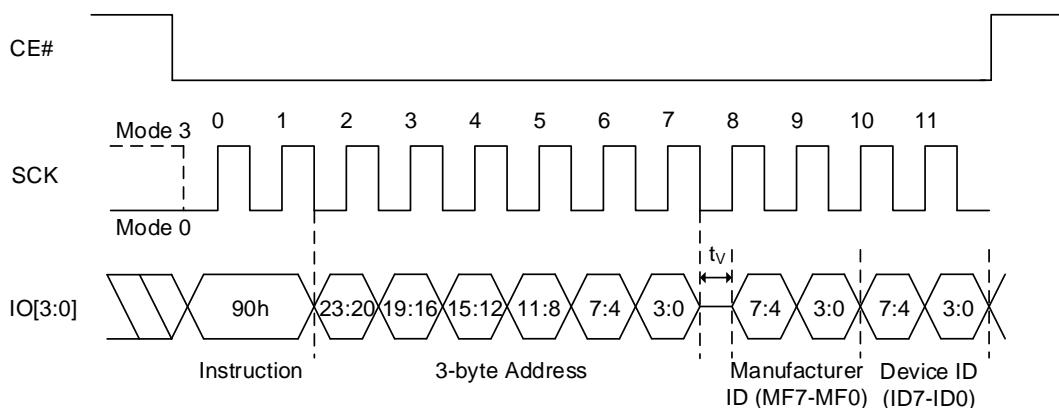 CE#
0 1 2 3 4 5 6 7 8 9 10 11
Mode 3
SCK
Mode 0
tV
IO[3:0] 90h 23:20 19:16 15:12 11:8 7:4 3:0 7:4 3:0 7:4 3:0
Instruction 3-byte Address Manufacturer Device ID
ID (MF7-MF0) (ID7-ID0)